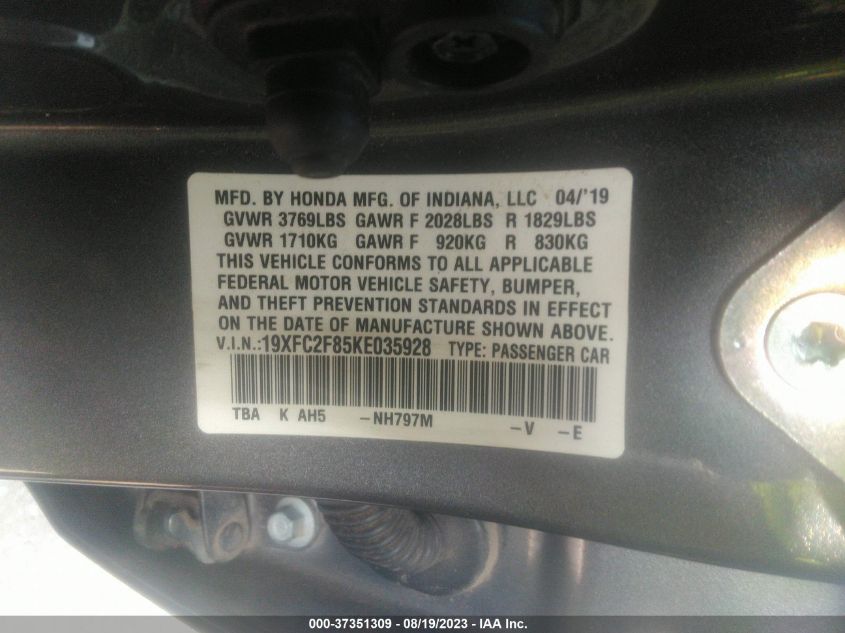 MFD. BY HONDA MFG. OF INDIANA, LLC 04/'19
GVWR 3769LBS GAWR F 2028LBS R 1829LBS
GVWR 1710KG GAWR F 920KG R 830KG
THIS VEHICLE CONFORMS TO ALL APPLICABLE
FEDERAL MOTOR VEHICLE SAFETY, BUMPER,
AND THEFT PREVENTION STANDARDS IN EFFECT
ON THE DATE OF MANUFACTURE SHOWN ABOVE.
V.I.N.:19XFC2F85KE035928 TYPE: PASSENGER CAR
TBA K AH5 -NH797M -V -E
000-37351309 - 08/19/2023 - IAA Inc.